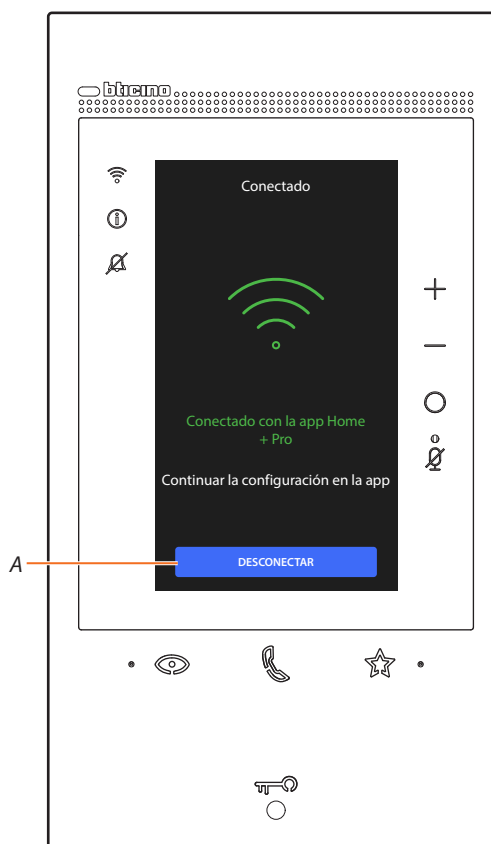 bticino
Conectado
Conectado con la app Home
+ Pro
Continuar la configuración en la app
A
DESCONECTAR